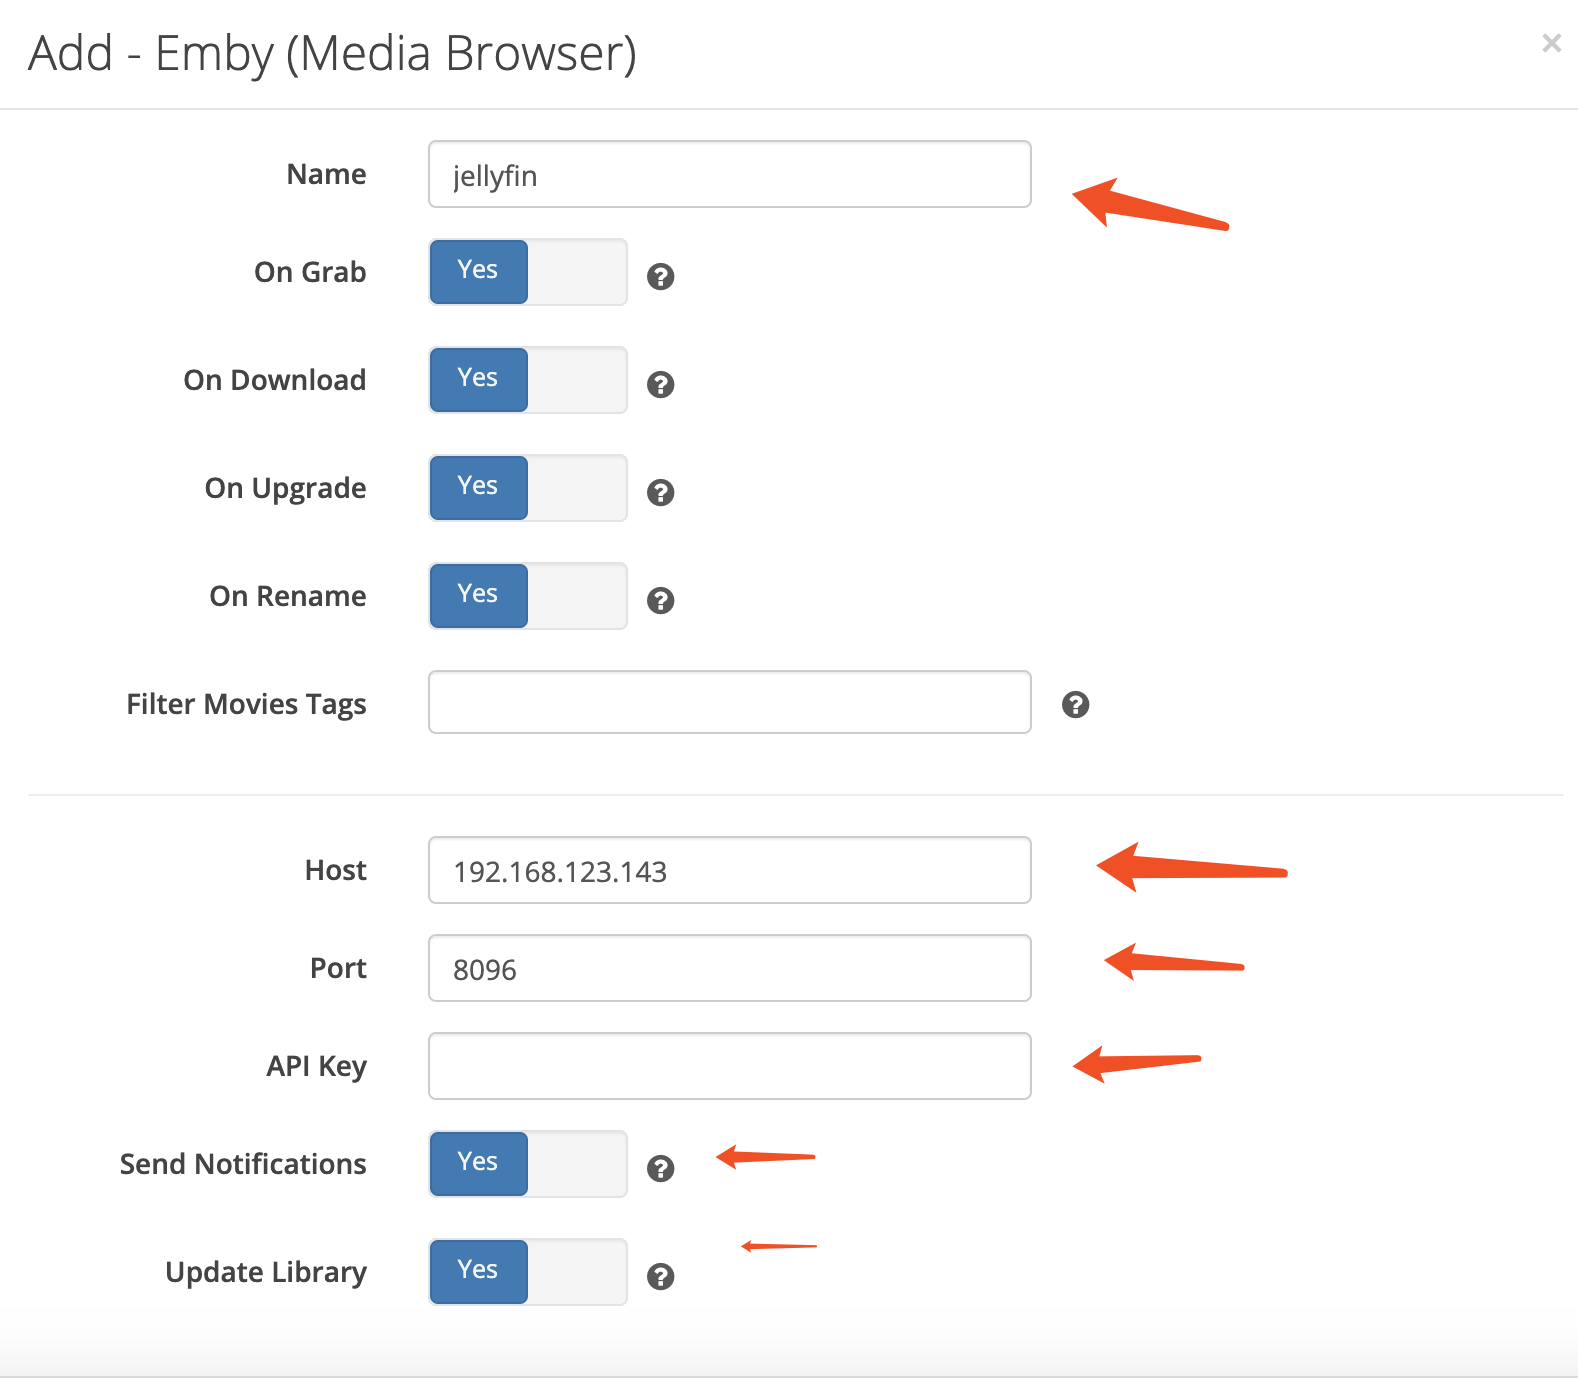 Add - Emby (Media Browser)
×
Name
jellyfin
On Grab
Yes
?
On Download
Yes
?
On Upgrade
Yes
?
On Rename
Yes
?
Filter Movies Tags
?
Host
192.168.123.143
Port
8096
API Key
Send Notifications
Yes
?
Update Library
Yes
?